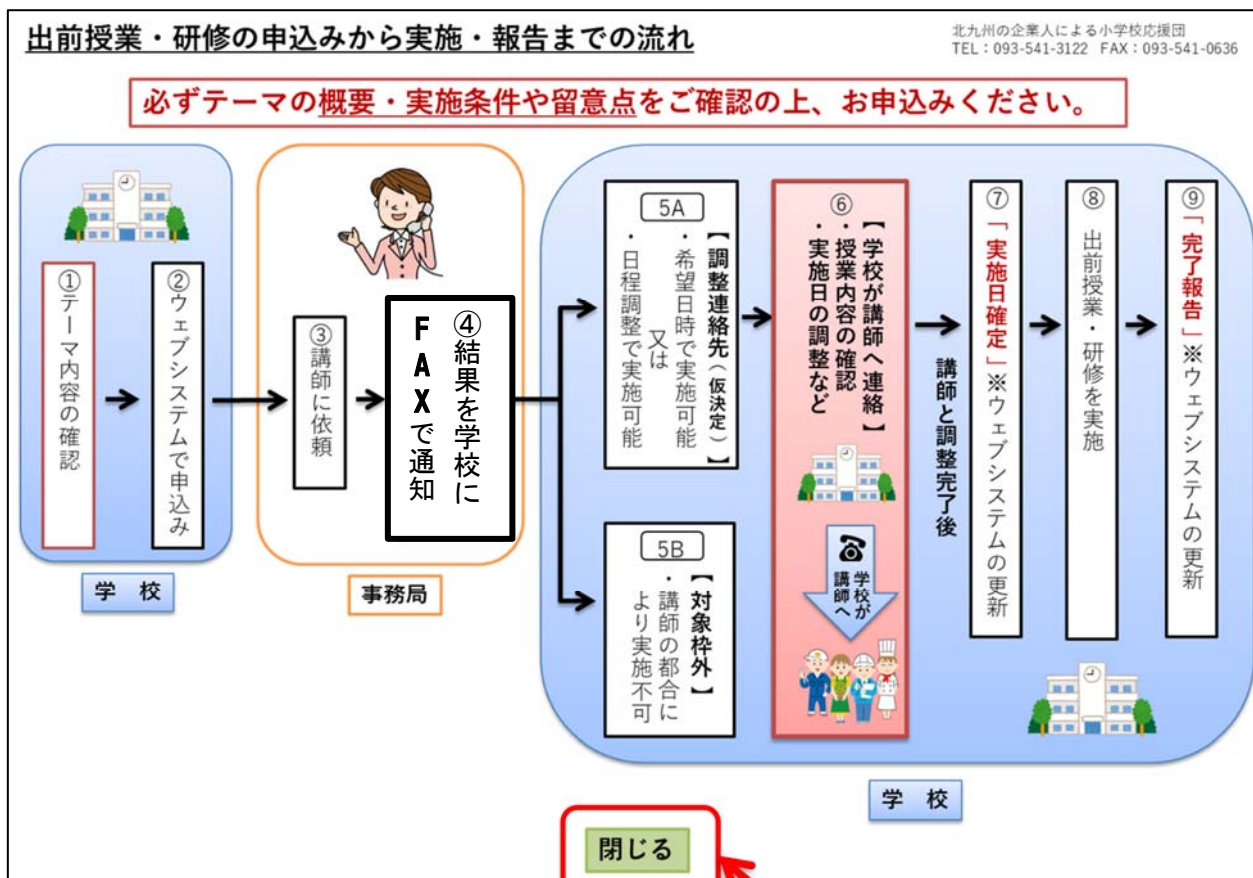 出前授業・研修の申込みから実施・報告までの流れ
北九州の企業人による小学校応援団
TEL：093-541-3122 FAX：093-541-0636
必ずテーマの概要・実施条件や留意点をご確認の上、お申込みください。
①テーマ内容の確認
②ウェブシステムで申込み
学 校
③講師に依頼
④結果を学校に
FAXで通知
事務局
5A
【調整連絡先（仮決定）】
・希望日時で実施可能
又は
・日程調整で実施可能
5B
【対象枠外】
・講師の都合に
より実施不可
⑥
【学校が講師へ連絡】
・授業内容の確認
・実施日の調整など
学校が
講師へ
講師と調整完了後
⑦「実施日確定」※ウェブシステムの更新
⑧ 出前授業・研修を実施
⑨「完了報告」※ウェブシステムの更新
学 校
閉じる